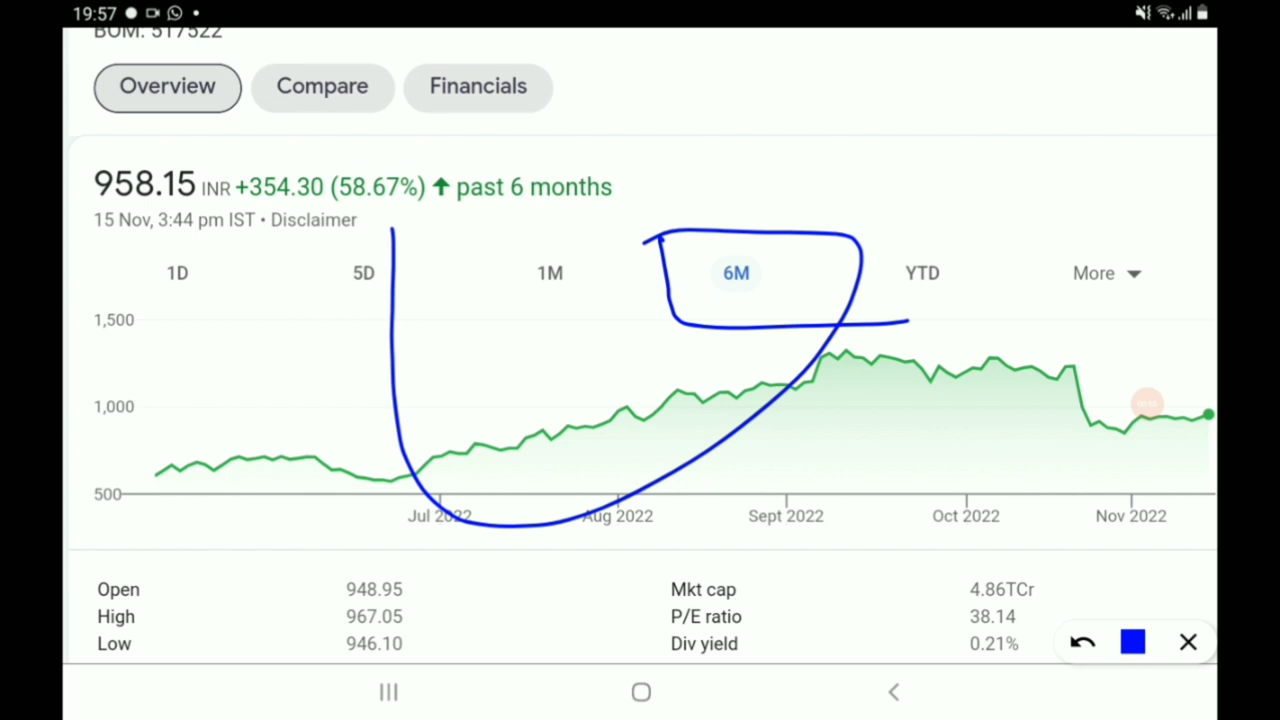 19:57
BOM: 517522
Overview Compare Financials
958.15 INR +354.30 (58.67%) ↑ past 6 months
15 Nov, 3:44 pm IST • Disclaimer
1D 5D 1M 6M YTD More
1,500
1,000
500
Jul 2022 Aug 2022 Sept 2022 Oct 2022 Nov 2022
Open 948.95 Mkt cap 4.86TCr
High 967.05 P/E ratio 38.14
Low 946.10 Div yield 0.21%